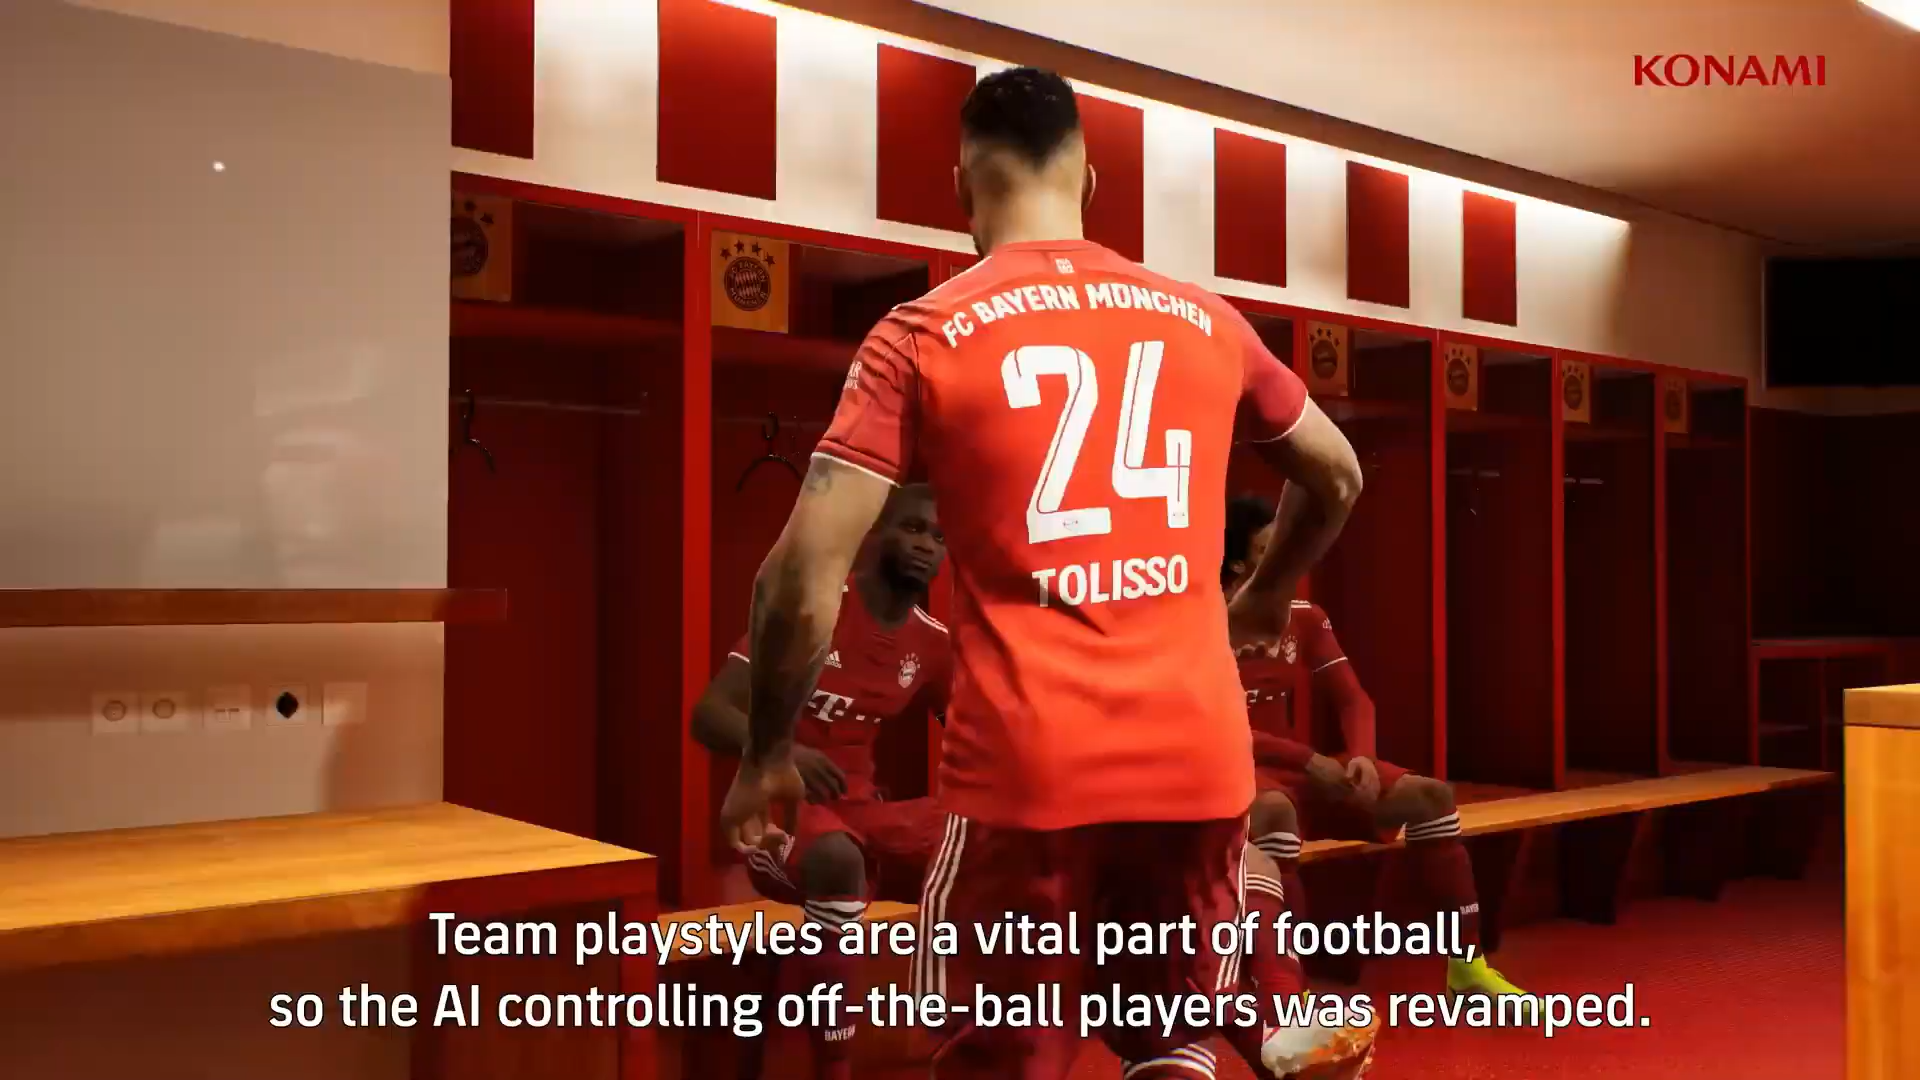 KONAMI
FC BAYERN MÜNCHEN
24
TOLISSO
Team playstyles are a vital part of football,
so the AI controlling off-the-ball players was revamped.